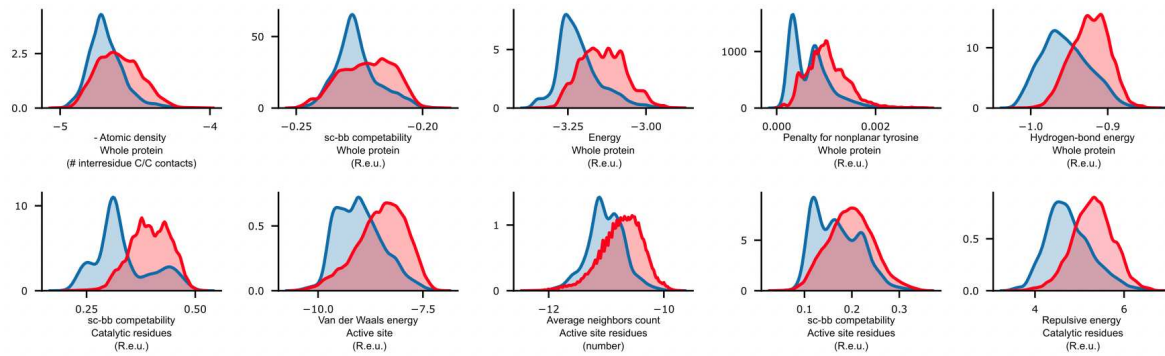 2.5
0.0
−5
−4
- Atomic density
Whole protein
(# interresidue C/C contacts)
50
0
−0.25
−0.20
sc-bb competability
Whole protein
(R.e.u.)
5
0
−3.25
−3.00
Energy
Whole protein
(R.e.u.)
1000
0
0.000
0.002
Penalty for nonplanar tyrosine
Whole protein
(R.e.u.)
10
0
−1.0
−0.9
Hydrogen-bond energy
Whole protein
(R.e.u.)
10
0
0.25
0.50
sc-bb competability
Catalytic residues
(R.e.u.)
0.5
0.0
−10.0
−7.5
Van der Waals energy
Active site
(R.e.u.)
1
0
−12
−10
Average neighbors count
Active site residues
(number)
5
0
0.1
0.2
0.3
sc-bb competability
Active site residues
(R.e.u.)
0.5
0.0
4
6
Repulsive energy
Catalytic residues
(R.e.u.)